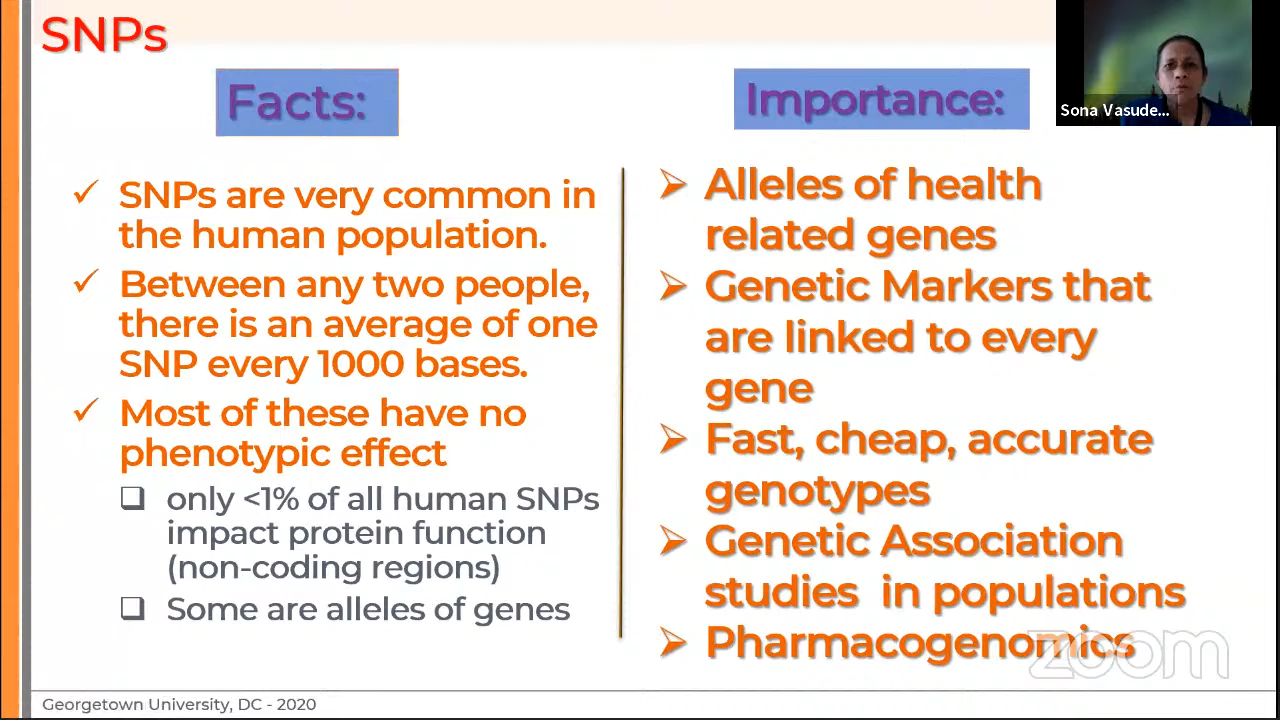 SNPs
Facts:
SNPs are very common in
the human population.
Between any two people,
there is an average of one
SNP every 1000 bases.
Most of these have no
phenotypic effect
only <1% of all human SNPs
impact protein function
(non-coding regions)
Some are alleles of genes
Importance:
Alleles of health
related genes
Genetic Markers that
are linked to every
gene
Fast, cheap, accurate
genotypes
Genetic Association
studies in populations
Pharmacogenomics
Sona Vasude...
zoom
Georgetown University, DC - 2020